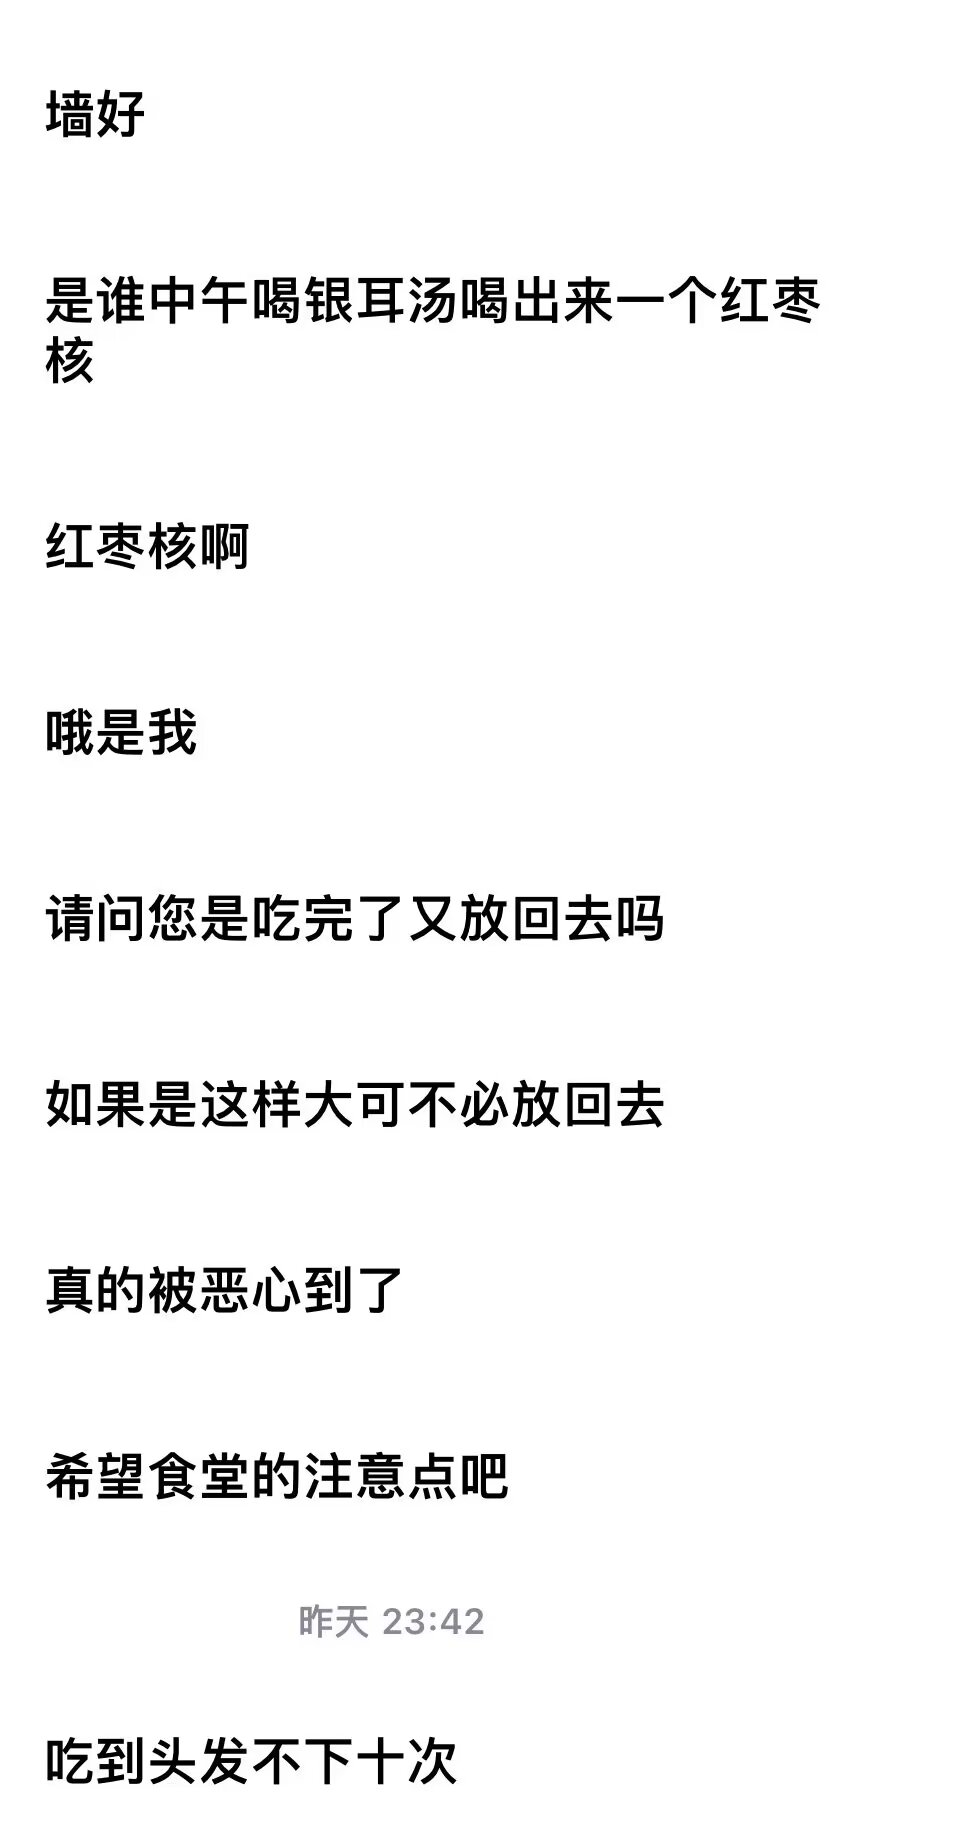 墙好
是谁中午喝银耳汤喝出来一个红枣
核
红枣核啊
哦是我
请问您是吃完了又放回去吗
如果是这样大可不必放回去
真的被恶心到了
希望食堂的注意点吧
昨天 23:42
吃到头发不下十次